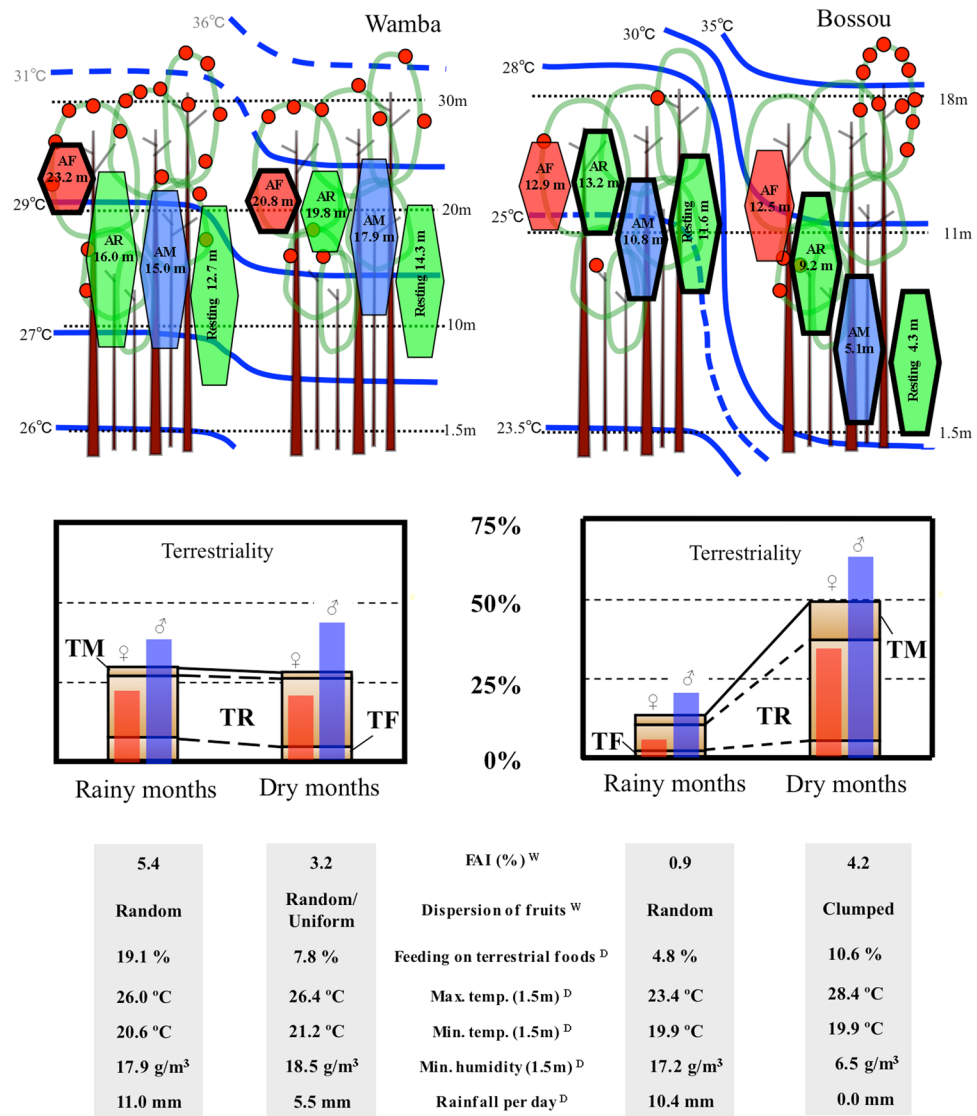 Wamba
36°C
31°C
30m
AF
23.2 m
29°C
AR
16.0 m
AM
15.0 m
Resting 12.7 m
AF
20.8 m
AR
19.8 m
AM
17.9 m
Resting 14.3 m
20m
27°C
10m
26°C
1.5m
Bossou
35°C
30°C
28°C
18m
AF
12.9 m
AR
13.2 m
AM
10.8 m
Resting 11.6 m
AF
12.5 m
AR
9.2 m
AM
5.1m
Resting 4.3 m
25°C
11m
23.5°C
1.5m
75%
50%
25%
0%
Terrestriality
TM
♀
♂
TR
♀
♂
TF
Rainy months
Dry months
Terrestriality
♀
♂
TF
TR
♀
♂
TM
Rainy months
Dry months
5.4 3.2 FAI (%) W 0.9 4.2
Random Random/ Uniform Dispersion of fruits W Random Clumped
19.1 % 7.8 % Feeding on terrestrial foods D 4.8 % 10.6 %
26.0 ºC 26.4 ºC Max. temp. (1.5m) D 23.4 ºC 28.4 ºC
20.6 ºC 21.2 ºC Min. temp. (1.5m) D 19.9 ºC 19.9 ºC
17.9 g/m³ 18.5 g/m³ Min. humidity (1.5m) D 17.2 g/m³ 6.5 g/m³
11.0 mm 5.5 mm Rainfall per day D 10.4 mm 0.0 mm